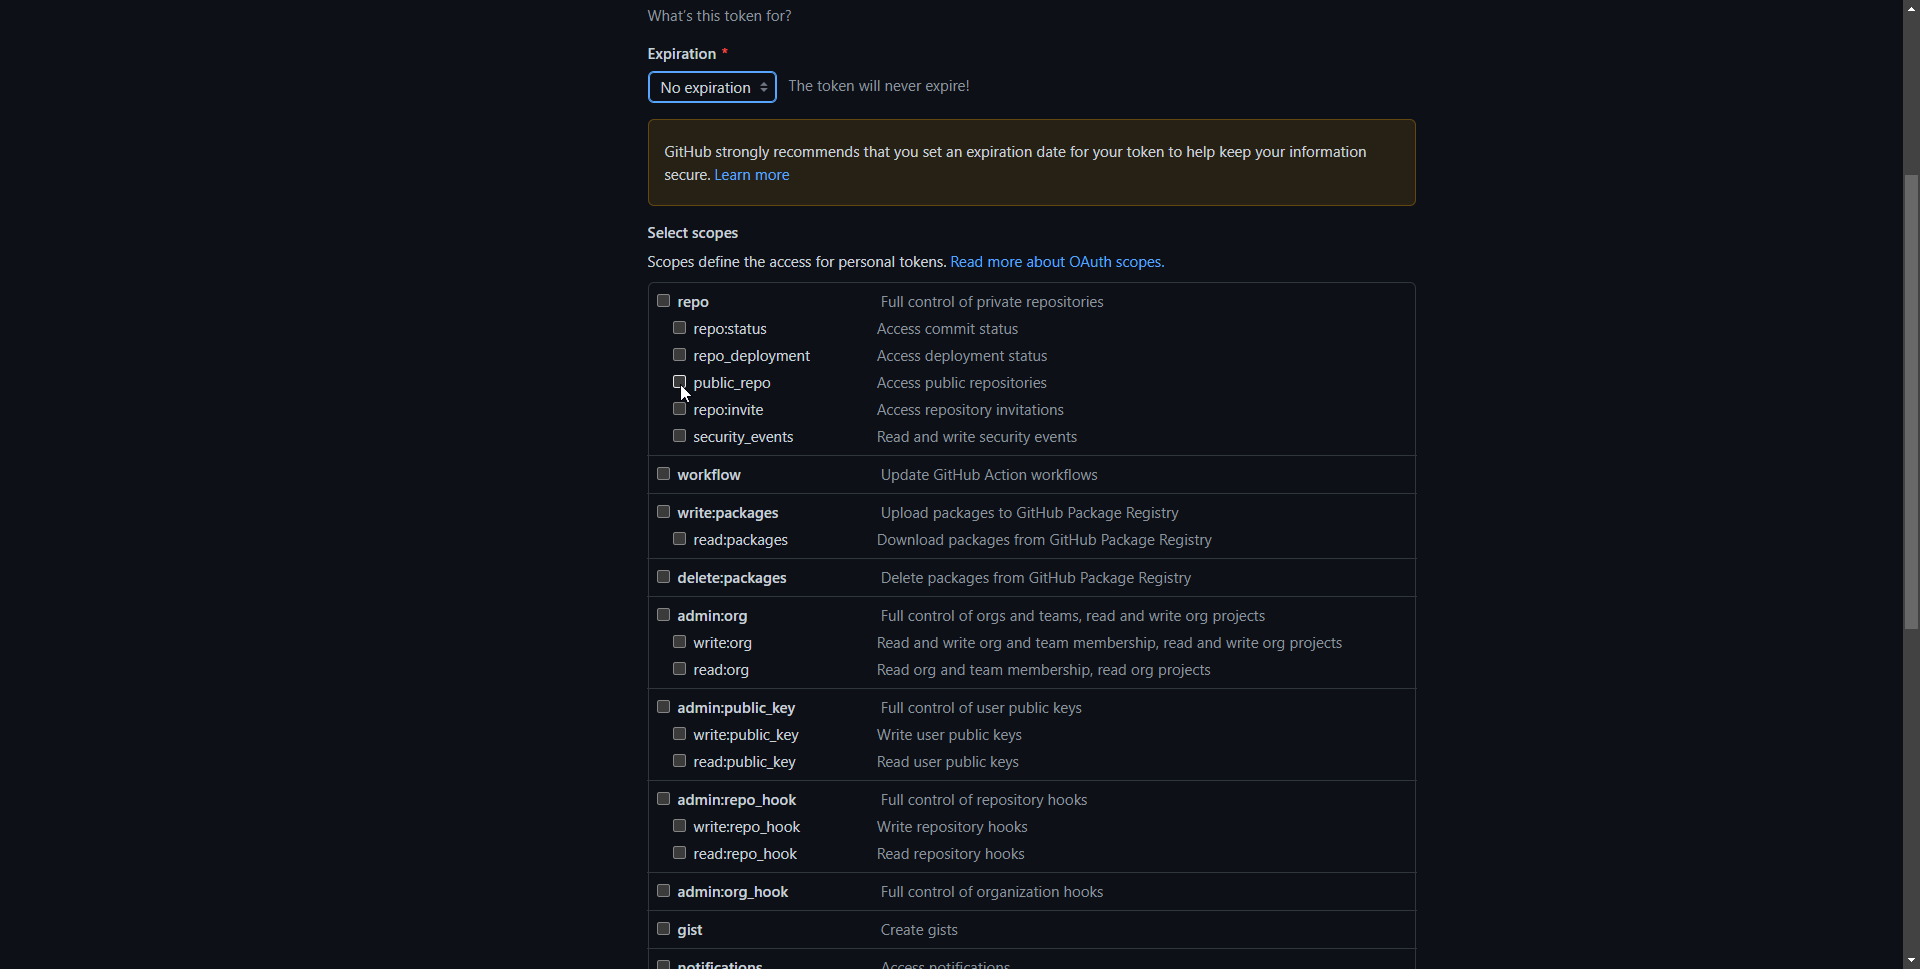 What's this token for?
Expiration *
No expiration The token will never expire!
GitHub strongly recommends that you set an expiration date for your token to help keep your information
secure. Learn more
Select scopes
Scopes define the access for personal tokens. Read more about OAuth scopes.
repo Full control of private repositories
repo:status Access commit status
repo_deployment Access deployment status
public_repo Access public repositories
repo:invite Access repository invitations
security_events Read and write security events
workflow Update GitHub Action workflows
write:packages Upload packages to GitHub Package Registry
read:packages Download packages from GitHub Package Registry
delete:packages Delete packages from GitHub Package Registry
admin:org Full control of orgs and teams, read and write org projects
write:org Read and write org and team membership, read and write org projects
read:org Read org and team membership, read org projects
admin:public_key Full control of user public keys
write:public_key Write user public keys
read:public_key Read user public keys
admin:repo_hook Full control of repository hooks
write:repo_hook Write repository hooks
read:repo_hook Read repository hooks
admin:org_hook Full control of organization hooks
gist Create gists
notifications Access notifications